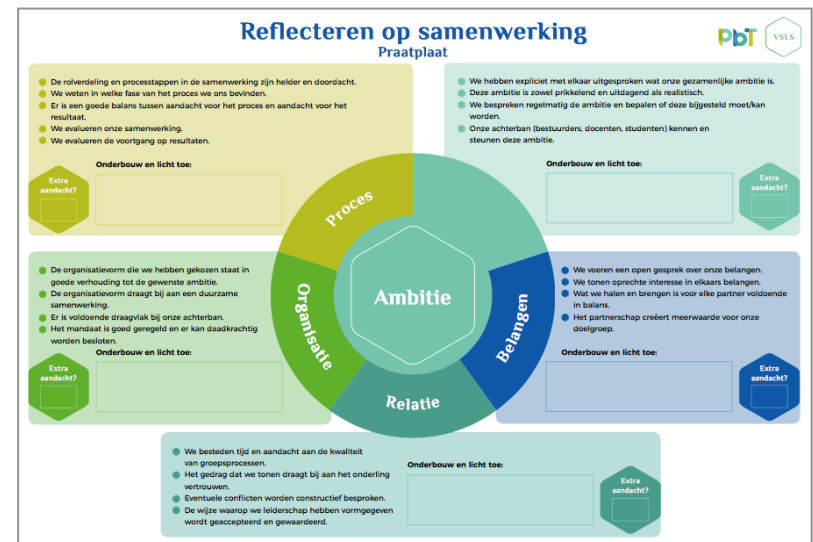 Reflecteren op samenwerking
Praatplaat
PbT
VSLS
De rolverdeling en processtappen in de samenwerking zijn helder en doordacht.
We weten in welke fase van het proces we ons bevinden.
Er is een goede balans tussen aandacht voor het proces en aandacht voor het
resultaat.
We evalueren onze samenwerking.
We evalueren de voortgang op resultaten.
Onderbouw en licht toe:
Extra
aandacht?
We hebben expliciet met elkaar uitgesproken wat onze gezamenlijke ambitie is.
Deze ambitie is zowel prikkelend en uitdagend als realistisch.
We bespreken regelmatig de ambitie en bepalen of deze bijgesteld moet/kan
worden.
Onze achterban (bestuurders, docenten, studenten) kennen en
steunen deze ambitie.
Onderbouw en licht toe:
Extra
aandacht?
Proces
Organisatie
Ambitie
Belangen
Relatie
De organisatievorm die we hebben gekozen staat in
goede verhouding tot de gewenste ambitie.
De organisatievorm draagt bij aan een duurzame
samenwerking.
Er is voldoende draagvlak bij onze achterban.
Het mandaat is goed geregeld en er kan daadkrachtig
worden besloten.
Onderbouw en licht toe:
Extra
aandacht?
We voeren een open gesprek over onze belangen.
We tonen oprechte interesse in elkaars belangen.
Wat we halen en brengen is voor elke partner voldoende
in balans.
Het partnerschap creëert meerwaarde voor onze
doelgroep.
Onderbouw en licht toe:
Extra
aandacht?
We besteden tijd en aandacht aan de kwaliteit
van groepsprocessen.
Het gedrag dat we tonen draagt bij aan het onderling
vertrouwen.
Eventuele conflicten worden constructief besproken.
De wijze waarop we leiderschap hebben vormgegeven
wordt geaccepteerd en gewaardeerd.
Onderbouw en licht toe:
Extra
aandacht?